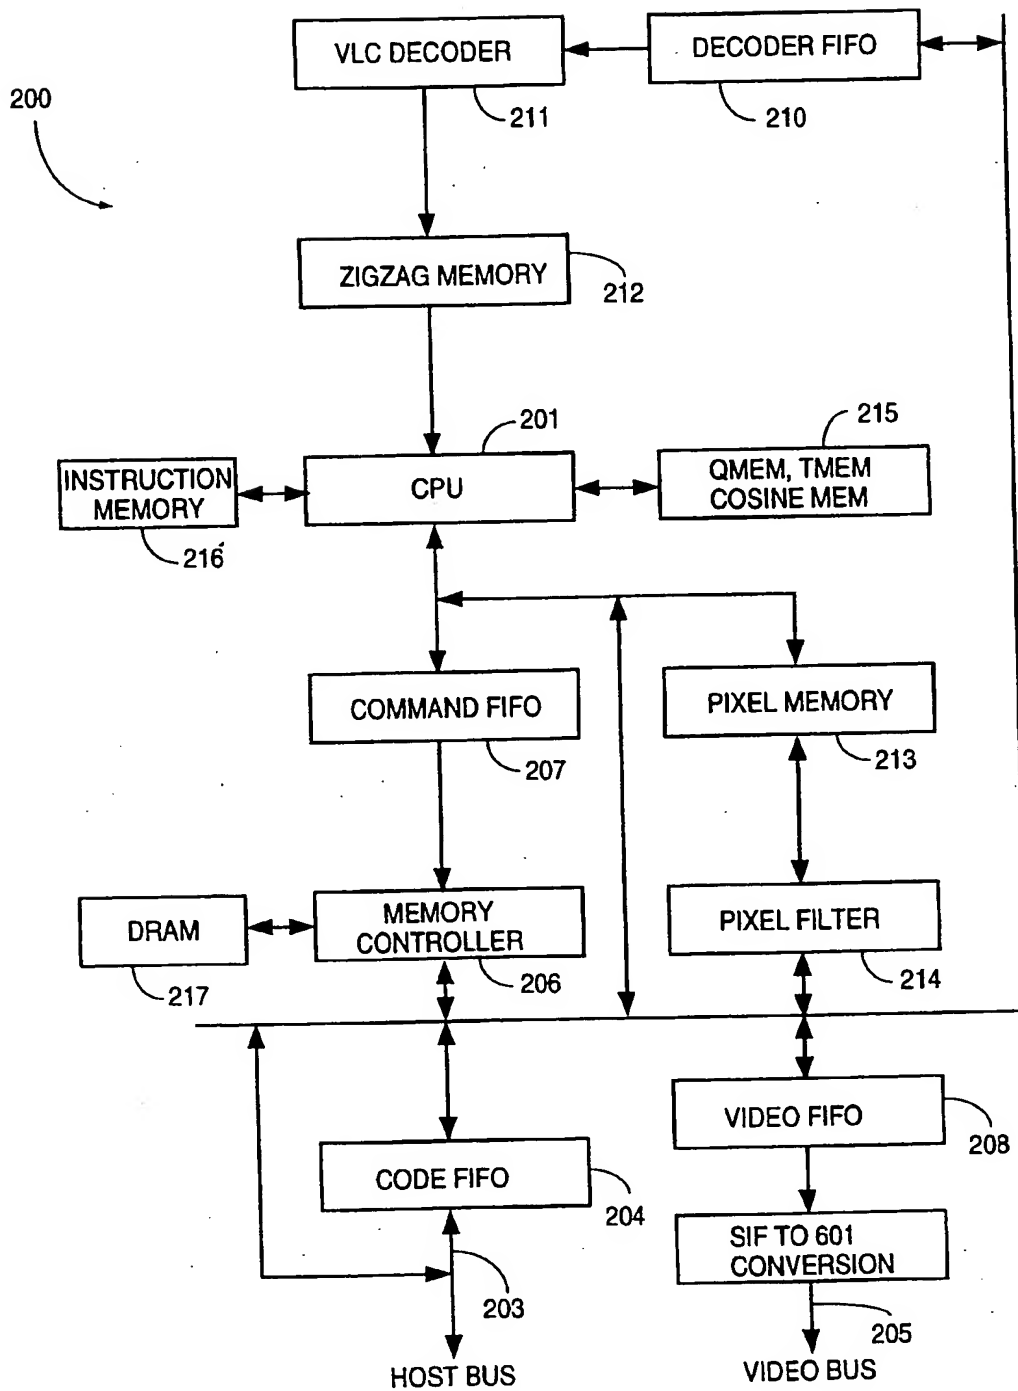 VLC DECODER
DECODER FIFO
200
211
210
ZIGZAG MEMORY
212
201
215
INSTRUCTION
MEMORY
CPU
QMEM, TMEM
COSINE MEM
216
COMMAND FIFO
PIXEL MEMORY
207
213
DRAM
MEMORY
CONTROLLER
PIXEL FILTER
217
206
214
VIDEO FIFO
208
CODE FIFO
204
SIF TO 601
CONVERSION
203
205
HOST BUS
VIDEO BUS